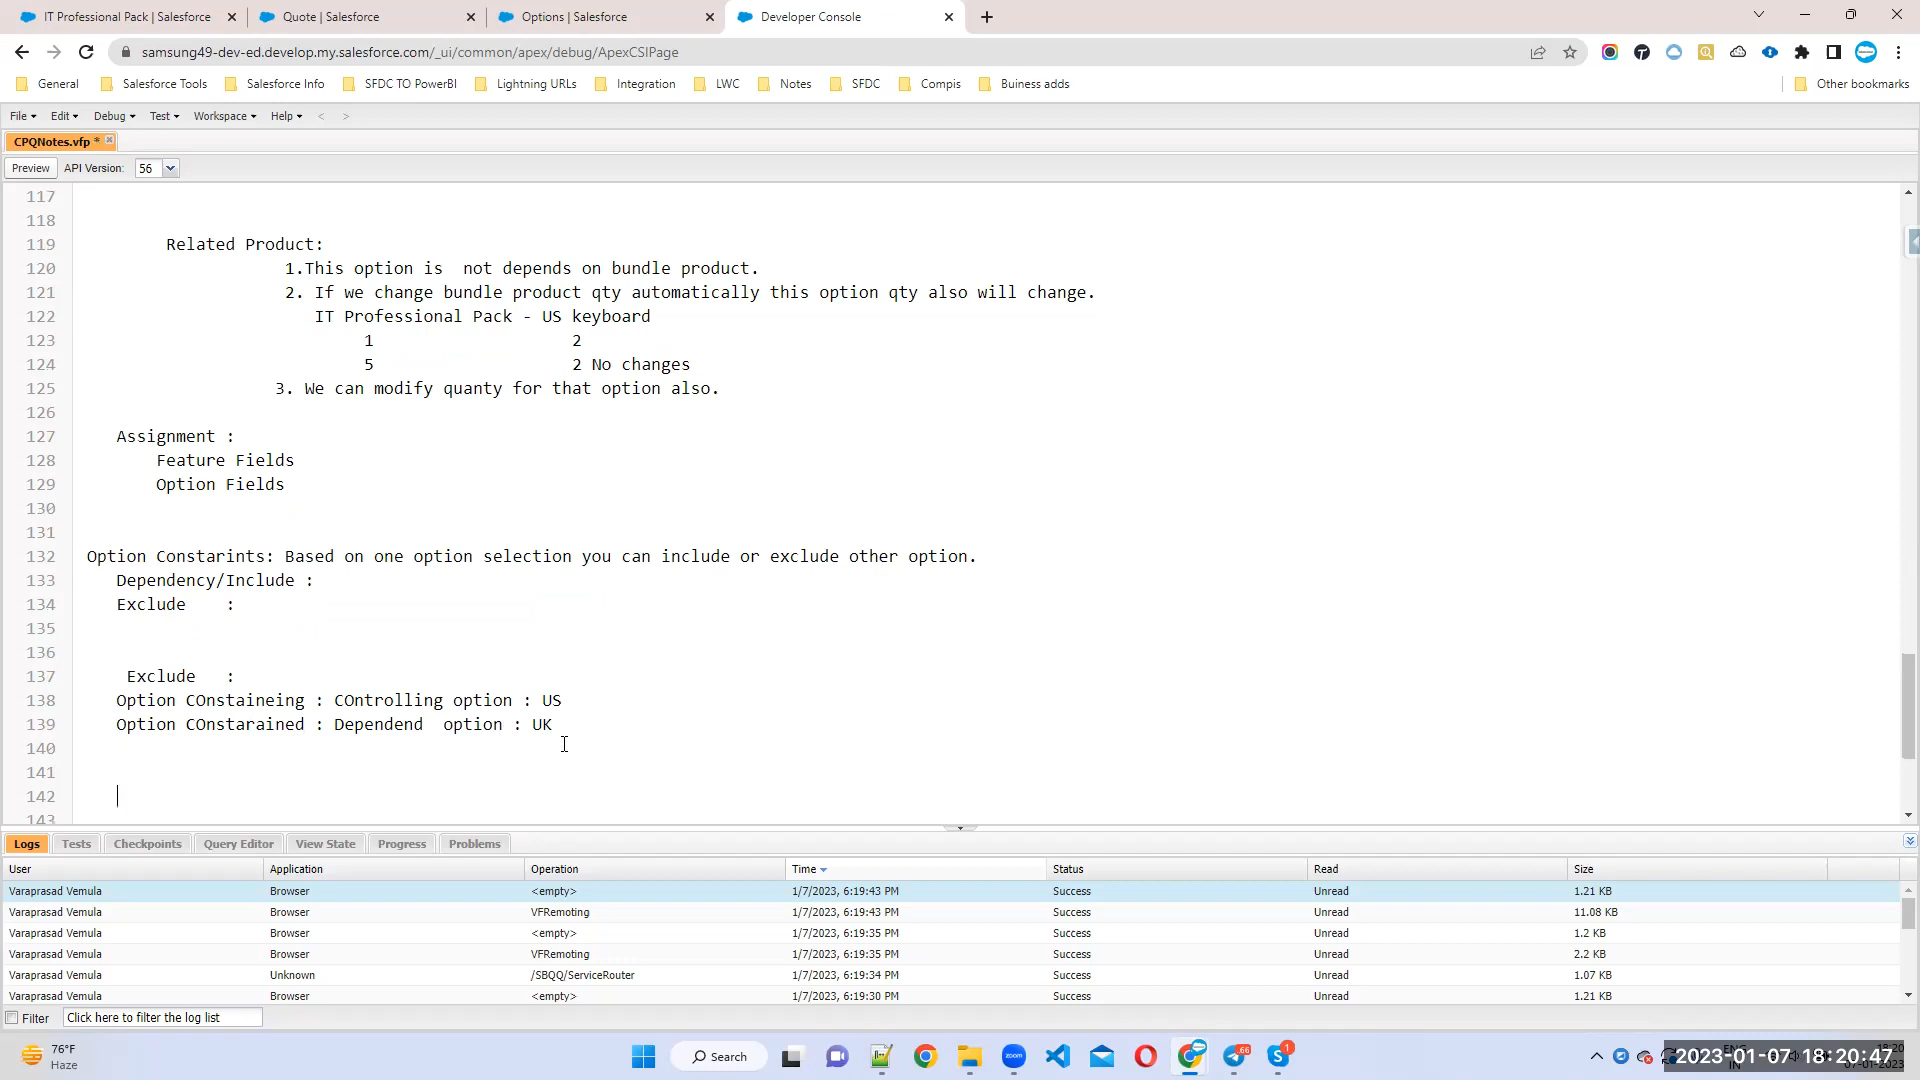 IT Professional Pack | Salesforce
Quote | Salesforce
Options | Salesforce
Developer Console
samsung49-dev-ed.develop.my.salesforce.com/_ui/common/apex/debug/ApexCSIPage
General
Salesforce Tools
Salesforce Info
SFDC TO PowerBI
Lightning URLs
Integration
LWC
Notes
SFDC
Compis
Buiness adds
Other bookmarks
File Edit Debug Test Workspace Help < >
CPQNotes.vfp *
Preview API Version: 56
117
118
119 Related Product:
120 1.This option is  not depends on bundle product.
121 2. If we change bundle product qty automatically this option qty also will change.
122 IT Professional Pack - US keyboard
123 1 2
124 5 2 No changes
125 3. We can modify quanty for that option also.
126
127 Assignment :
128 Feature Fields
129 Option Fields
130
131
132 Option Constarints: Based on one option selection you can include or exclude other option.
133 Dependency/Include :
134 Exclude    :
135
136
137 Exclude   :
138 Option COnstaineing : COntrolling option : US
139 Option COnstarained : Dependend  option : UK
140
141
142
143
Logs Tests Checkpoints Query Editor View State Progress Problems
User Application Operation Time Status Read Size
Varaprasad Vemula Browser <empty> 1/7/2023, 6:19:43 PM Success Unread 1.21 KB
Varaprasad Vemula Browser VFRemoting 1/7/2023, 6:19:43 PM Success Unread 11.08 KB
Varaprasad Vemula Browser <empty> 1/7/2023, 6:19:35 PM Success Unread 1.2 KB
Varaprasad Vemula Browser VFRemoting 1/7/2023, 6:19:35 PM Success Unread 2.2 KB
Varaprasad Vemula Unknown /SBQQ/ServiceRouter 1/7/2023, 6:19:34 PM Success Unread 1.07 KB
Varaprasad Vemula Browser <empty> 1/7/2023, 6:19:30 PM Success Unread 1.21 KB
Filter Click here to filter the log list
76°F
Haze
Search
zoom
66
1
2023-01-07 18:20:47